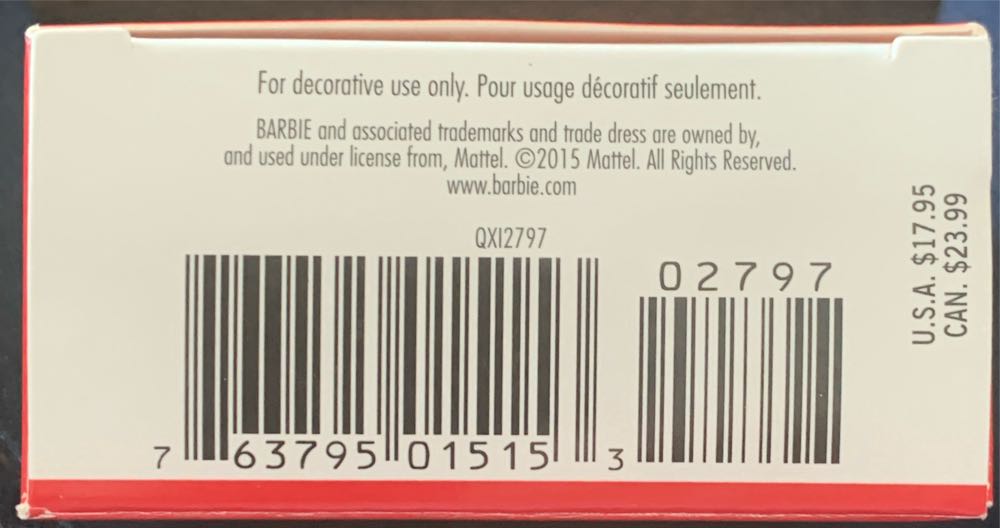 For decorative use only. Pour usage décoratif seulement.
BARBIE and associated trademarks and trade dress are owned by,
and used under license from, Mattel. ©2015 Mattel. All Rights Reserved.
www.barbie.com
QXI2797
7 63795 01515 3
02797
U.S.A. $17.95
CAN. $23.99